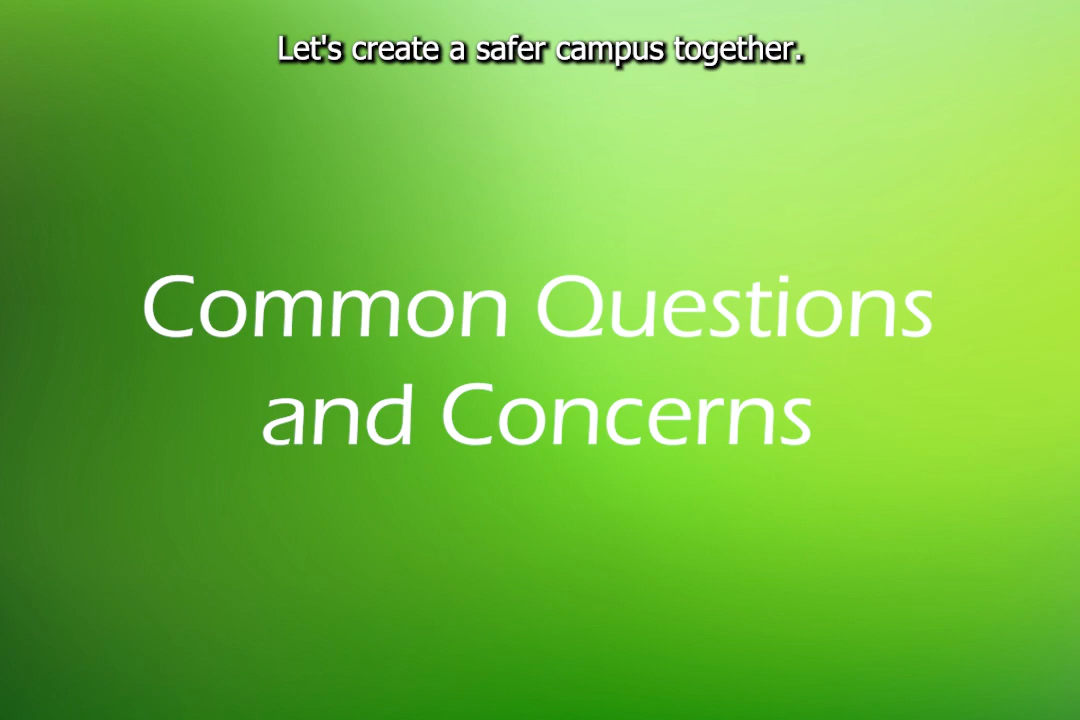 Let's create a safer campus together.
Common Questions
and Concerns